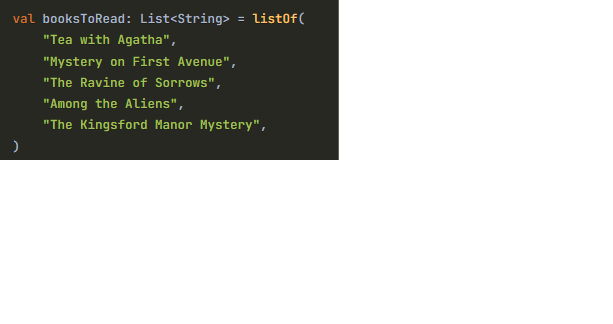 val booksToRead: List<String> = listOf(
    "Tea with Agatha",
    "Mystery on First Avenue",
    "The Ravine of Sorrows",
    "Among the Aliens",
    "The Kingsford Manor Mystery",
)